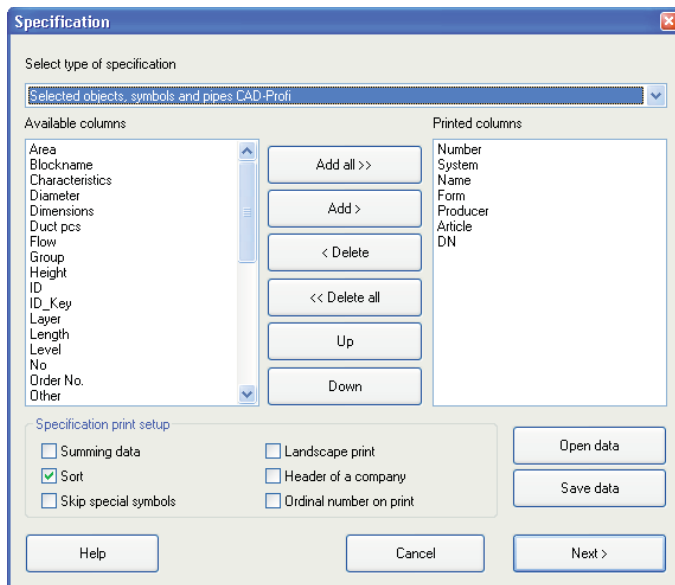 Specification
Select type of specification
Selected objects, symbols and pipes CAD-Profi
Available columns
Area
Blockname
Characteristics
Diameter
Dimensions
Duct pcs
Flow
Group
Height
ID
ID_Key
Layer
Length
Level
No
Order No.
Other
Add all >>
Add >
< Delete
<< Delete all
Up
Down
Printed columns
Number
System
Name
Form
Producer
Article
DN
Specification print setup
Summing data
Sort
Skip special symbols
Landscape print
Header of a company
Ordinal number on print
Open data
Save data
Help
Cancel
Next >